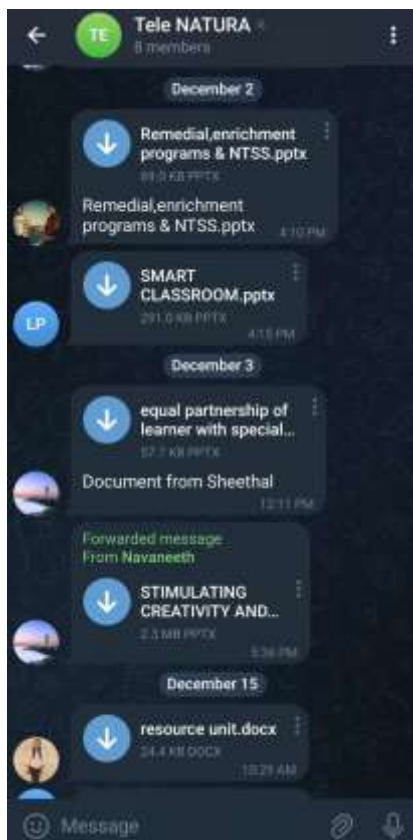 TE
Tele NATURA
8 members
December 2
Remedial,enrichment
programs & NTSS.pptx
PPTX
Remedial,enrichment
programs & NTSS.pptx
4:10 PM
SMART
CLASSROOM.pptx
291.0 KB PPTX
4:15 PM
LP
December 3
equal partnership of
learner with special...
57.7 KB PPTX
Document from Sheethal
12:11 PM
Forwarded message
From Navaneeth
STIMULATING
CREATIVITY AND...
2.3 MB PPTX
5:36 PM
December 15
resource unit.docx
24.4 KB DOCX
10:29 AM
Message